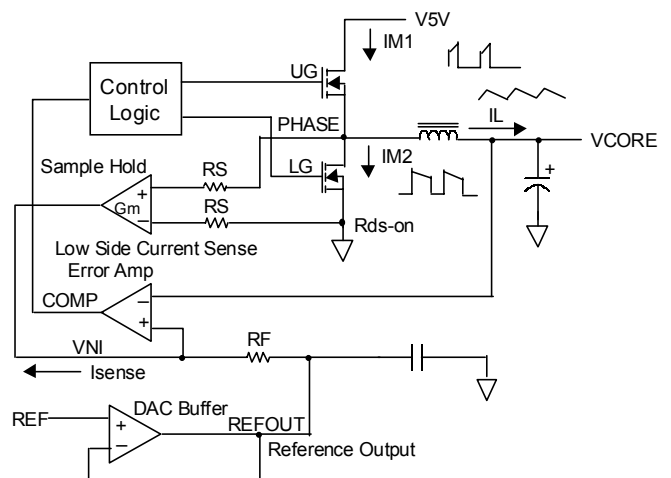 V5V
IM1
UG
Control
Logic
PHASE
IL
VCORE
Sample Hold
RS
LG
IM2
+
+
Gm
−
RS
Rds-on
Low Side Current Sense
Error Amp
COMP
−
+
VNI
RF
Isense
DAC Buffer
REF
+
REFOUT
−
Reference Output